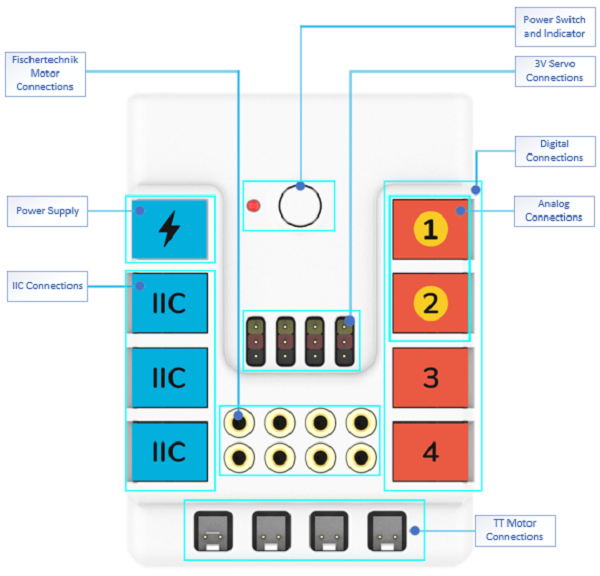 Power Switch
and Indicator
Fischertechnik
Motor
Connections
3V Servo
Connections
Digital
Connections
Power Supply
Analog
Connections
1
IIC Connections
IIC
2
IIC
3
IIC
4
TT Motor
Connections